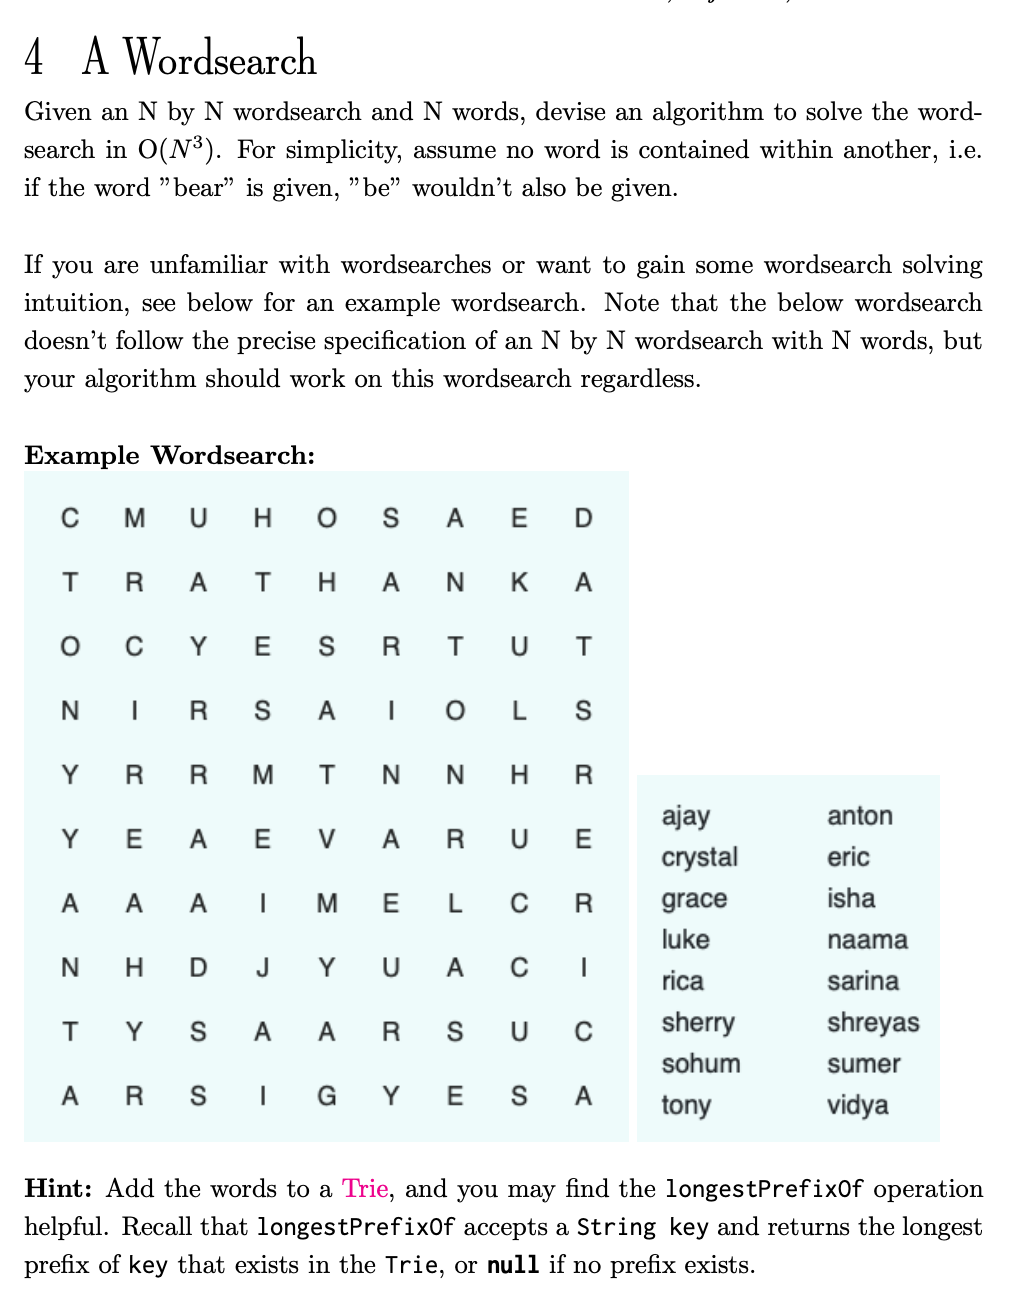 4 A Wordsearch
Given an N by N wordsearch and N words, devise an algorithm to solve the word-
search in O(N³). For simplicity, assume no word is contained within another, i.e.
if the word ”bear” is given, ”be” wouldn’t also be given.
If you are unfamiliar with wordsearches or want to gain some wordsearch solving
intuition, see below for an example wordsearch. Note that the below wordsearch
doesn’t follow the precise specification of an N by N wordsearch with N words, but
your algorithm should work on this wordsearch regardless.
Example Wordsearch:
C M U H O S A E D
T R A T H A N K A
O C Y E S R T U T
N I R S A I O L S
Y R R M T N N H R
Y E A E V A R U E
A A A I M E L C R
N H D J Y U A C I
T Y S A A R S U C
A R S I G Y E S A
ajay anton
crystal eric
grace isha
luke naama
rica sarina
sherry shreyas
sohum sumer
tony vidya
Hint: Add the words to a Trie, and you may find the longestPrefixOf operation
helpful. Recall that longestPrefixOf accepts a String key and returns the longest
prefix of key that exists in the Trie, or null if no prefix exists.